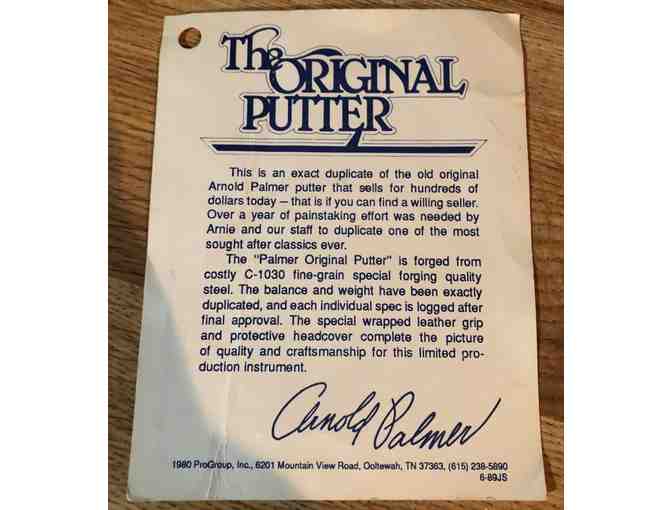 The ORIGINAL
PUTTER
This is an exact duplicate of the old original
Arnold Palmer putter that sells for hundreds of
dollars today – that is if you can find a willing seller.
Over a year of painstaking effort was needed by
Arnie and our staff to duplicate one of the most
sought after classics ever.
The "Palmer Original Putter" is forged from
costly C-1030 fine-grain special forging quality
steel. The balance and weight have been exactly
duplicated, and each individual spec is logged after
final approval. The special wrapped leather grip
and protective headcover complete the picture
of quality and craftsmanship for this limited pro-
duction instrument.
Arnold Palmer
1980 ProGroup, Inc., 6201 Mountain View Road, Ooltewah, TN 37363, (615) 238-5890
6-89JS